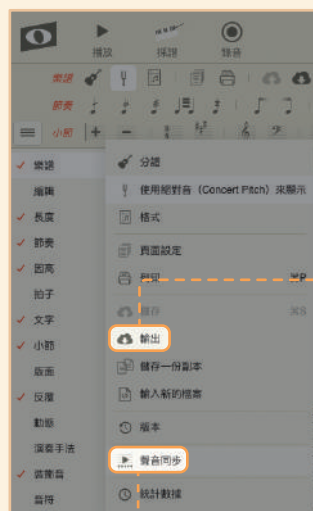 播放
採譜
錄音
樂譜
節奏
小節
樂譜
編輯
長度
節奏
因高
拍子
文字
小節
版面
反覆
動態
演奏手法
裝飾音
音符
分譜
使用絕對音（Concert Pitch）來顯示
格式
頁面設定
列印
⌘P
儲存
⌘S
輸出
儲存一份副本
輸入新的檔案
版本
聲音同步
統計數據